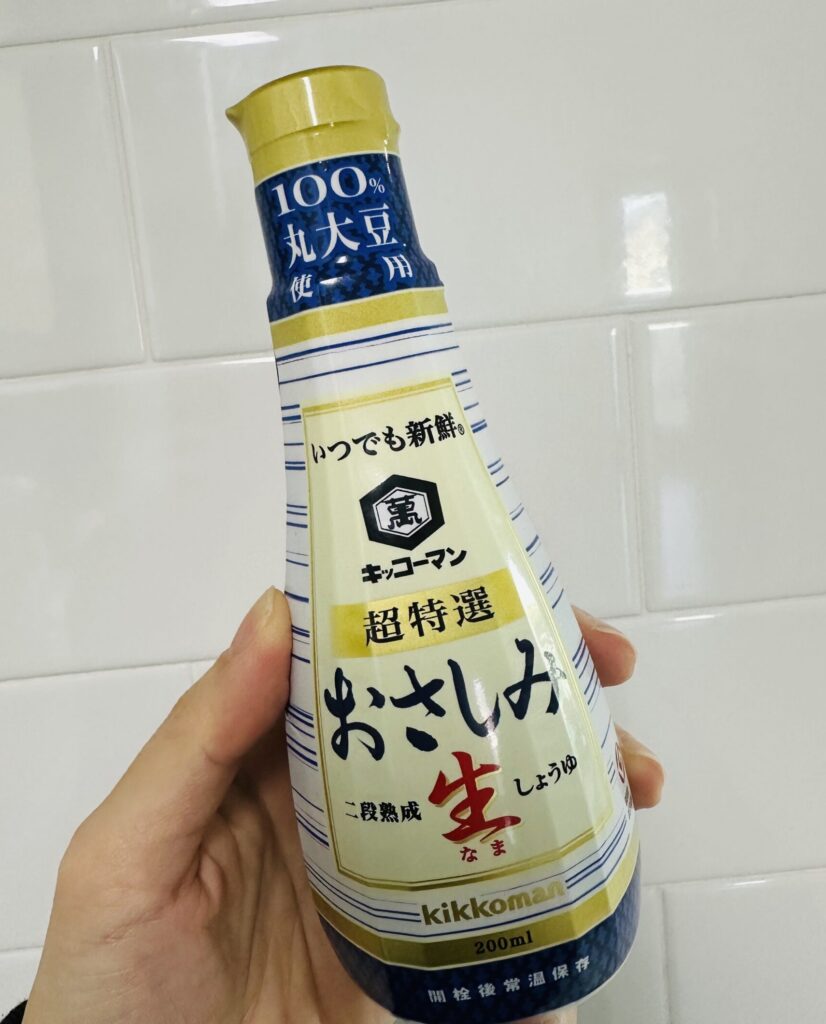 100%
丸大豆
使用
いつでも新鮮®
萬
キッコーマン
超特選
おさしみ
二段熟成 生 しょうゆ
なま
kikkoman
200ml
開栓後常温保存